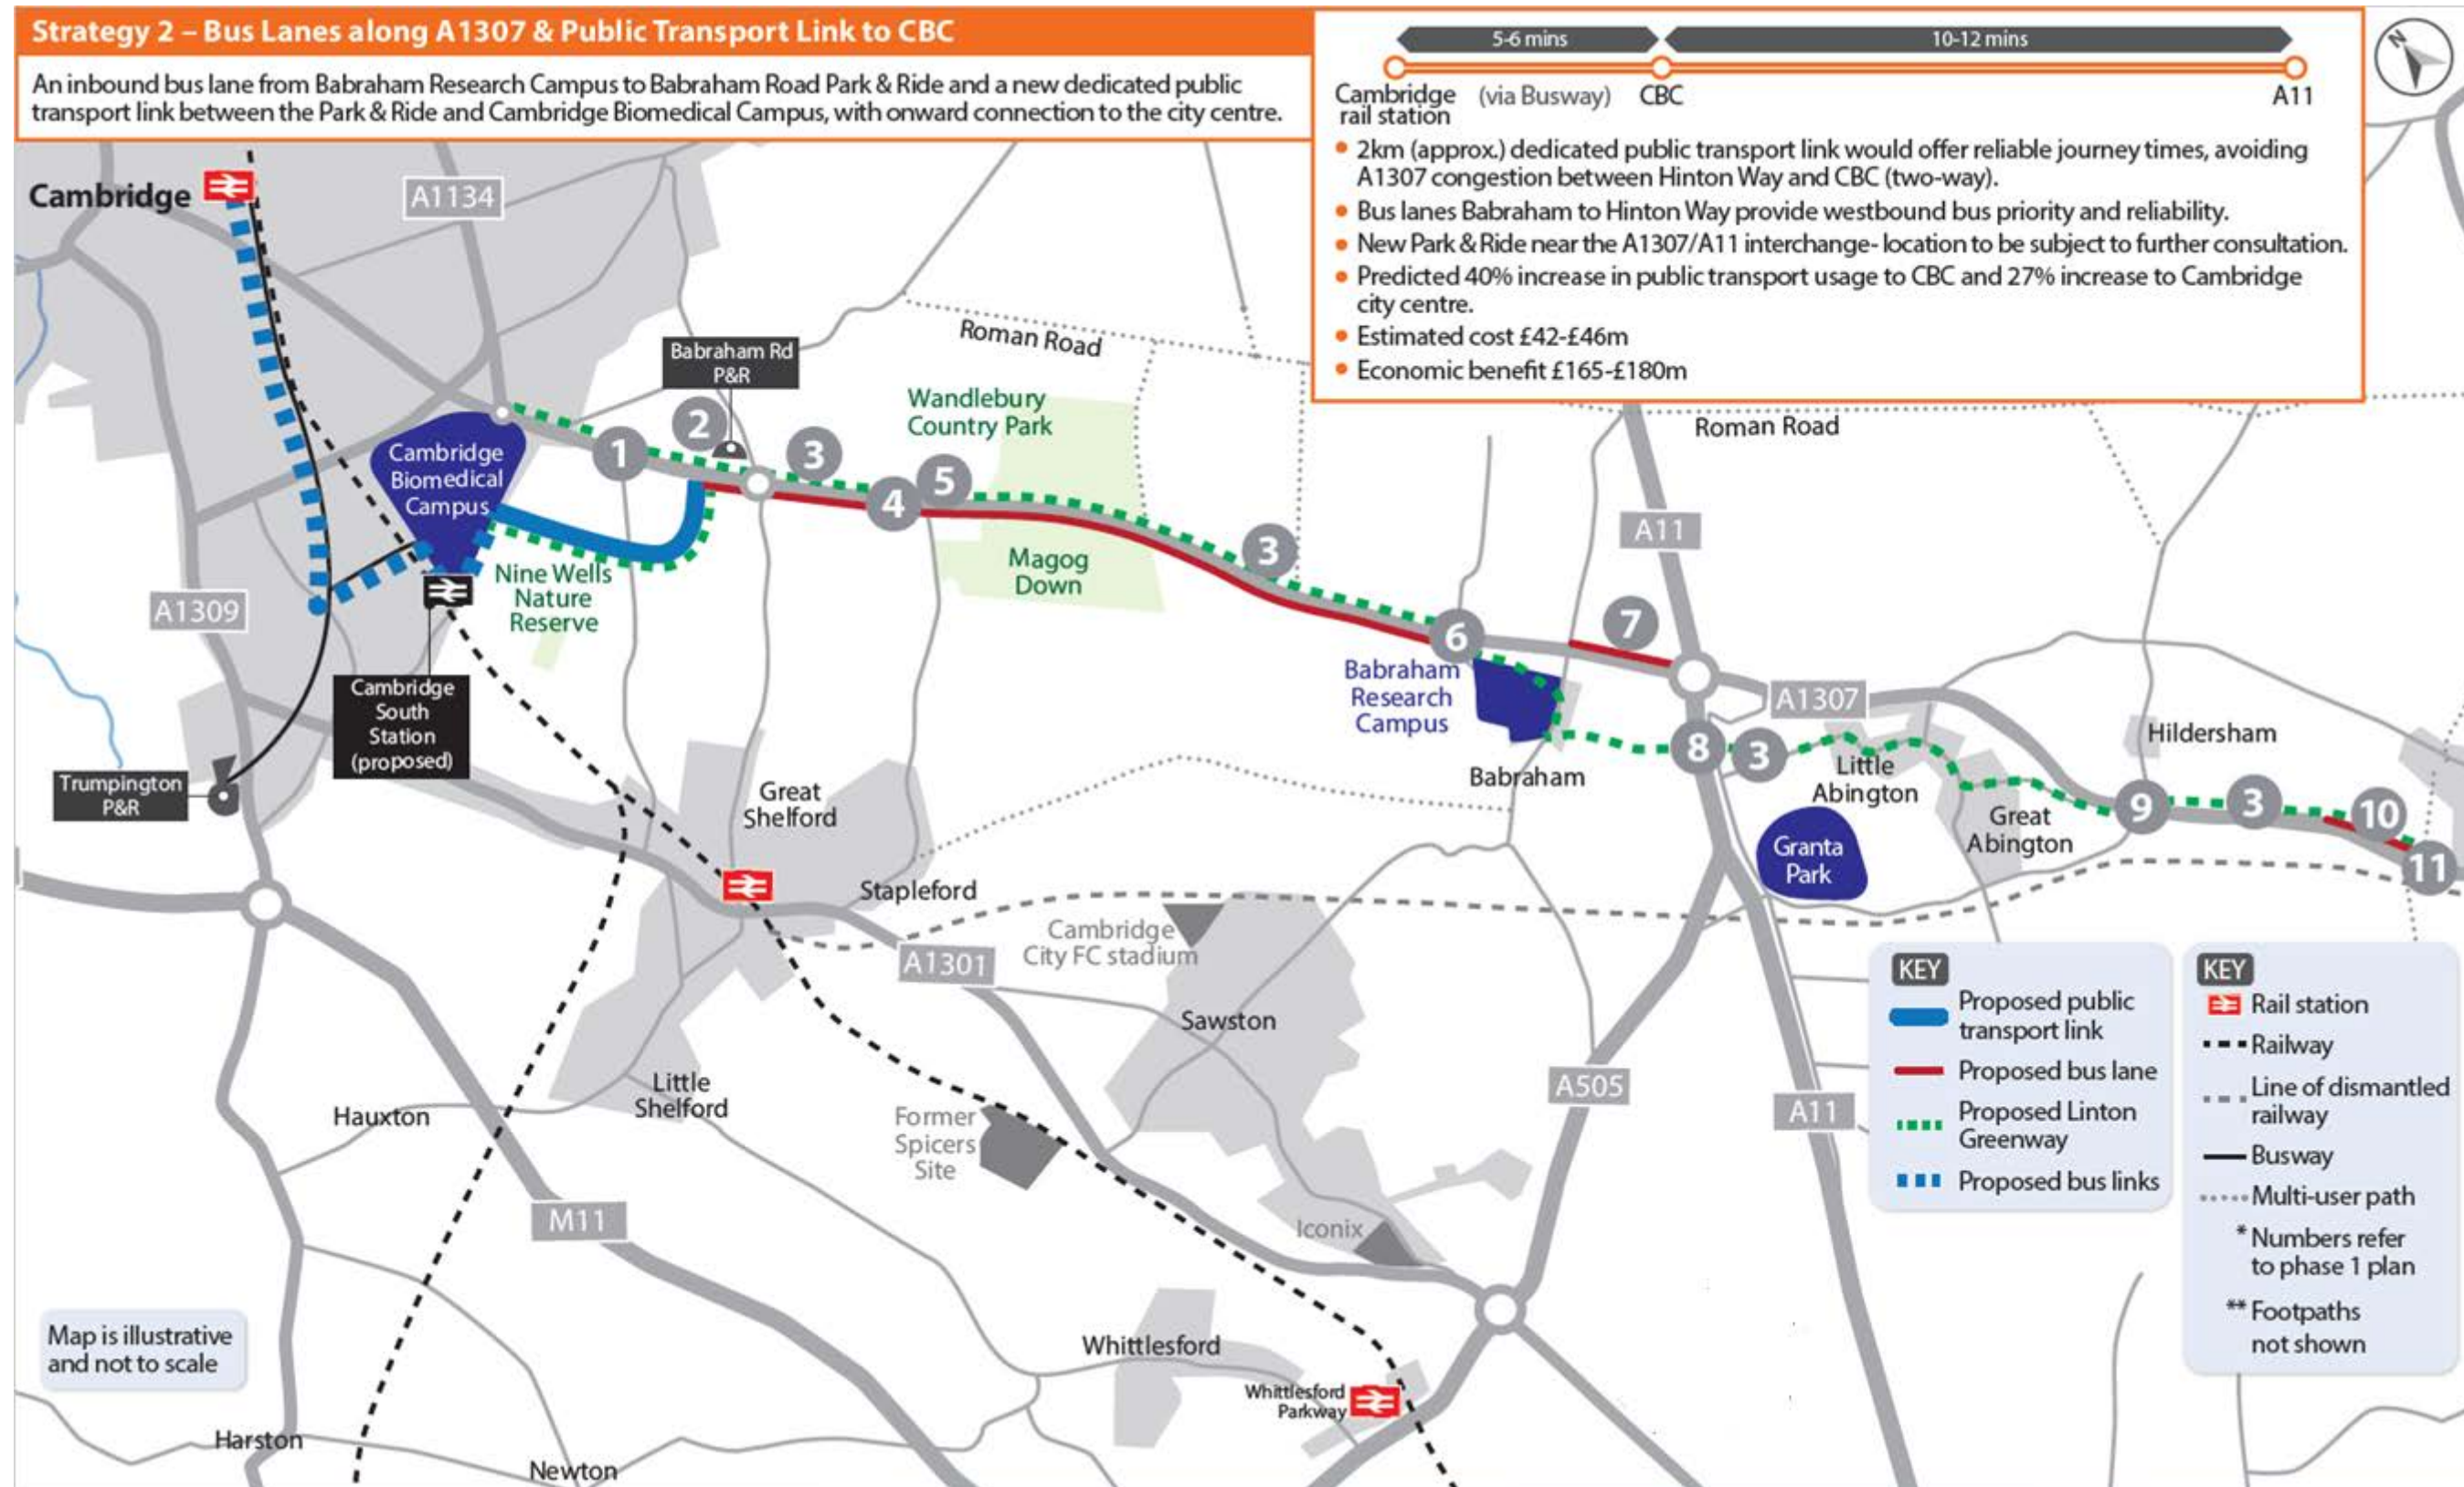 Strategy 2 – Bus Lanes along A1307 & Public Transport Link to CBC
An inbound bus lane from Babraham Research Campus to Babraham Road Park & Ride and a new dedicated public
transport link between the Park & Ride and Cambridge Biomedical Campus, with onward connection to the city centre.
5-6 mins
10-12 mins
Cambridge
rail station
(via Busway)
CBC
A11
• 2km (approx.) dedicated public transport link would offer reliable journey times, avoiding
A1307 congestion between Hinton Way and CBC (two-way).
• Bus lanes Babraham to Hinton Way provide westbound bus priority and reliability.
• New Park & Ride near the A1307/A11 interchange- location to be subject to further consultation.
• Predicted 40% increase in public transport usage to CBC and 27% increase to Cambridge
city centre.
• Estimated cost £42-£46m
• Economic benefit £165-£180m
N
Cambridge
A1134
Babraham Rd
P&R
Roman Road
Wandlebury
Country Park
Roman Road
Cambridge
Biomedical
Campus
1
2
3
4
5
3
A11
Magog
Down
Nine Wells
Nature
Reserve
A1309
6
7
Babraham
Research
Campus
Cambridge
South
Station
(proposed)
A1307
Hildersham
8
3
Babraham
Little
Abington
Trumpington
P&R
Great
Shelford
9
3
10
11
Great
Abington
Granta
Park
Stapleford
Cambridge
City FC stadium
A1301
Sawston
Little
Shelford
Hauxton
Former
Spicers
Site
A505
A11
M11
Iconix
Whittlesford
Whittlesford
Parkway
Harston
Newton
Map is illustrative
and not to scale
KEY
Proposed public
transport link
Proposed bus lane
Proposed Linton
Greenway
Proposed bus links
KEY
Rail station
Railway
Line of dismantled
railway
Busway
Multi-user path
* Numbers refer
to phase 1 plan
** Footpaths
not shown